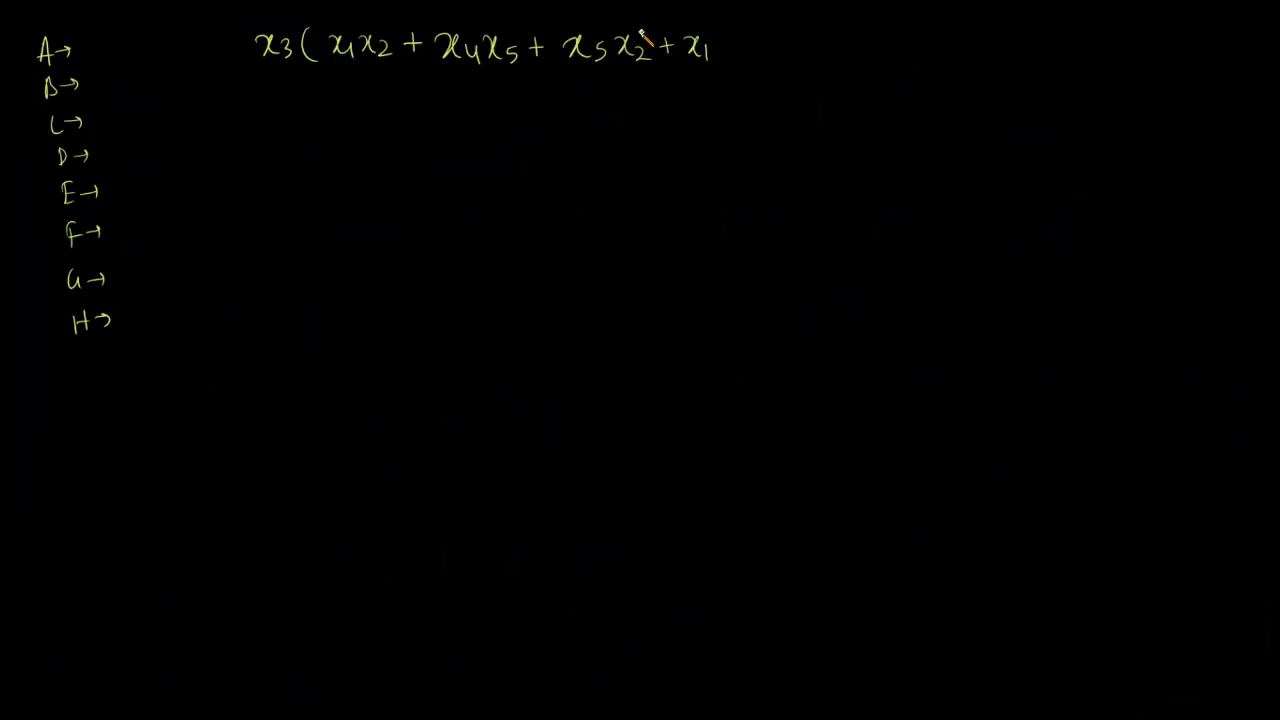 A→ x3(x1x2 + x4x5 + x5x2 + x1
B→
C→
D→
E→
F→
G→
H→